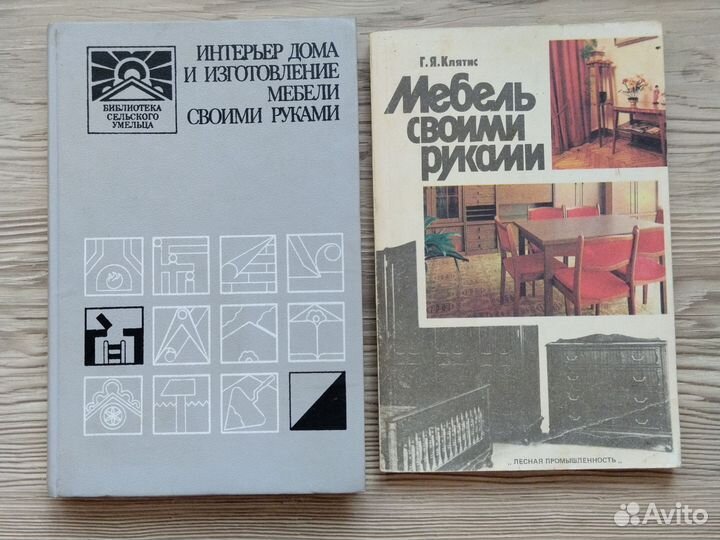 ИНТЕРЬЕР ДОМА
И ИЗГОТОВЛЕНИЕ
МЕБЕЛИ
СВОИМИ РУКАМИ
БИБЛИОТЕКА
СЕЛЬСКОГО
УМЕЛЬЦА
Г. Я. Клятис
Мебель
своими
руками
„ЛЕСНАЯ ПРОМЫШЛЕННОСТЬ„
Avito